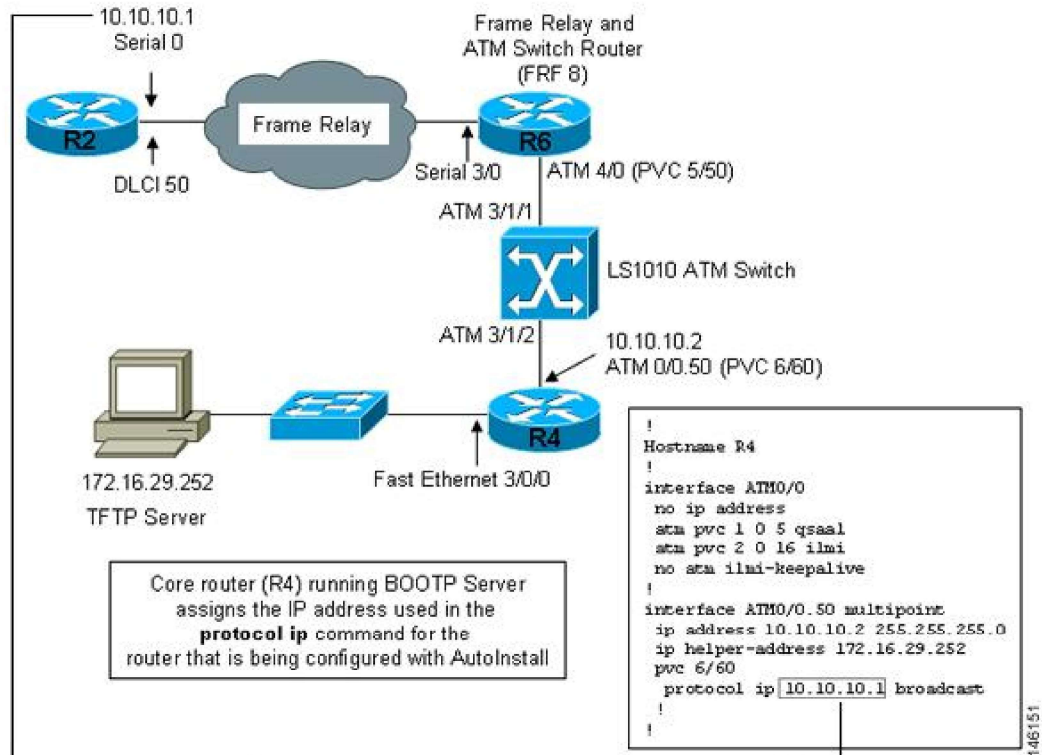 10.10.10.1
Serial 0
Frame Relay and
ATM Switch Router
(FRF 8)
R2
Frame Relay
R6
DLCI 50
Serial 3/0
ATM 4/0 (PVC 5/50)
ATM 3/1/1
LS1010 ATM Switch
ATM 3/1/2
10.10.10.2
ATM 0/0.50 (PVC 6/60)
R4
172.16.29.252
TFTP Server
Fast Ethernet 3/0/0
Core router (R4) running BOOTP Server
assigns the IP address used in the
protocol ip command for the
router that is being configured with AutoInstall
!
Hostname R4
!
interface ATM0/0
no ip address
atm pvc 1 0 5 qsaal
atm pvc 2 0 16 ilmi
no atm ilmi-keepalive
!
interface ATM0/0.50 multipoint
ip address 10.10.10.2 255.255.255.0
ip helper-address 172.16.29.252
pvc 6/60
protocol ip 10.10.10.1 broadcast
!
!
146151